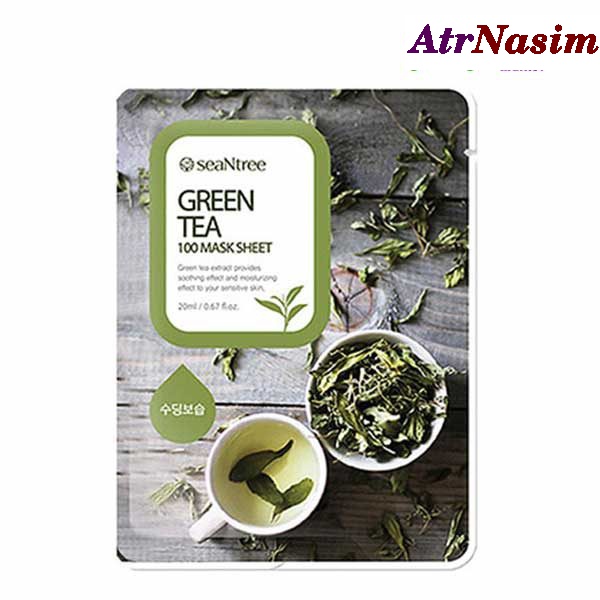 AtrNasim
seaNtree
GREEN
TEA
100 MASK SHEET
Green tea extract provides
soothing effect and moisturizing
effect to your sensitive skin.
20ml / 0.67 fl.oz.
수딩보습